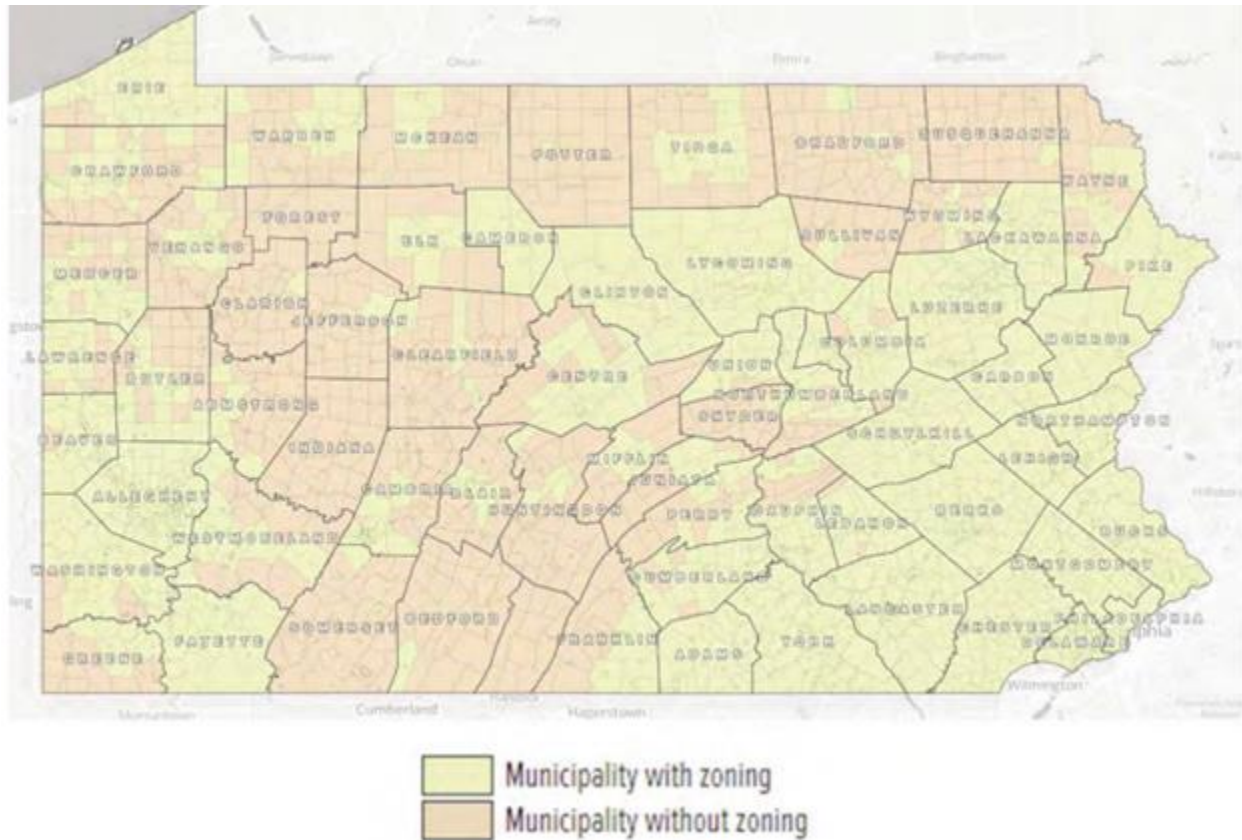 Binghamton
Elmira
ERIE
WARREN
MCKEAN
POTTER
TIOGA
BRADFORD
SUSQUEHANNA
CRAWFORD
WAYNE
FOREST
WYOMING
VENANGO
ELK
CAMERON
SULLIVAN
LACKAWANNA
MERCER
LYCOMING
PIKE
CLARION
CLINTON
JEFFERSON
LUZERNE
LAWRENCE
CLEARFIELD
COLUMBIA
MONROE
BUTLER
CENTRE
UNION
CARBON
ARMSTRONG
NORTHUMBERLAND
SNYDER
NORTHAMPTON
BEAVER
INDIANA
SCHUYLKILL
MIFFLIN
LEHIGH
ALLEGHENY
CAMBRIA
BLAIR
JUNIATA
HUNTINGDON
PERRY
DAUPHIN
LEBANON
BERKS
BUCKS
WESTMORELAND
WASHINGTON
CUMBERLAND
MONTGOMERY
LANCASTER
PHILADELPHIA
SOMERSET
BEDFORD
FAYETTE
FRANKLIN
CHESTER
GREENE
ADAMS
YORK
DELAWARE
Wilmington
Cumberland
Hagerstown
Municipality with zoning
Municipality without zoning